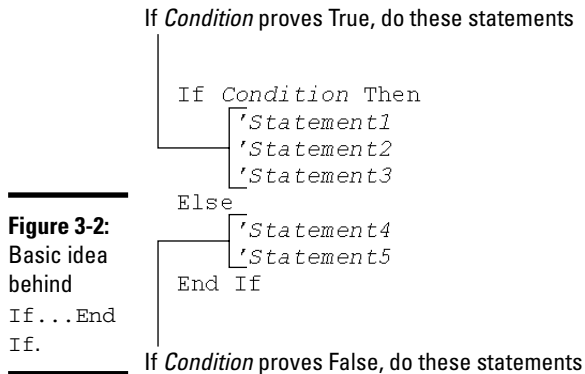 If Condition proves True, do these statements
If Condition Then
'Statement1
'Statement2
'Statement3
Else
'Statement4
'Statement5
End If
If Condition proves False, do these statements
Figure 3-2:
Basic idea
behind
If...End
If.